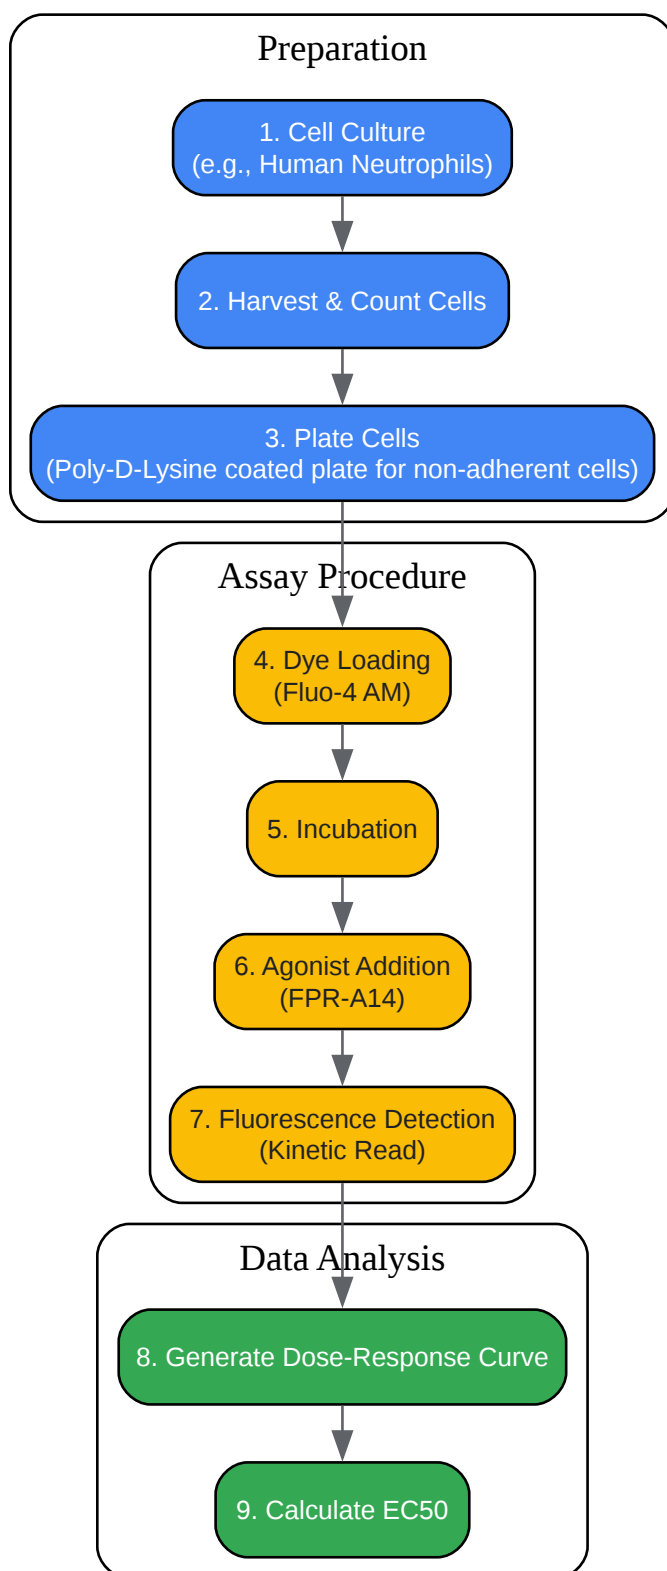 Preparation
1. Cell Culture
(e.g., Human Neutrophils)
2. Harvest & Count Cells
3. Plate Cells
(Poly-D-Lysine coated plate for non-adherent cells)
Assay Procedure
4. Dye Loading
(Fluo-4 AM)
5. Incubation
6. Agonist Addition
(FPR-A14)
7. Fluorescence Detection
(Kinetic Read)
Data Analysis
8. Generate Dose-Response Curve
9. Calculate EC50